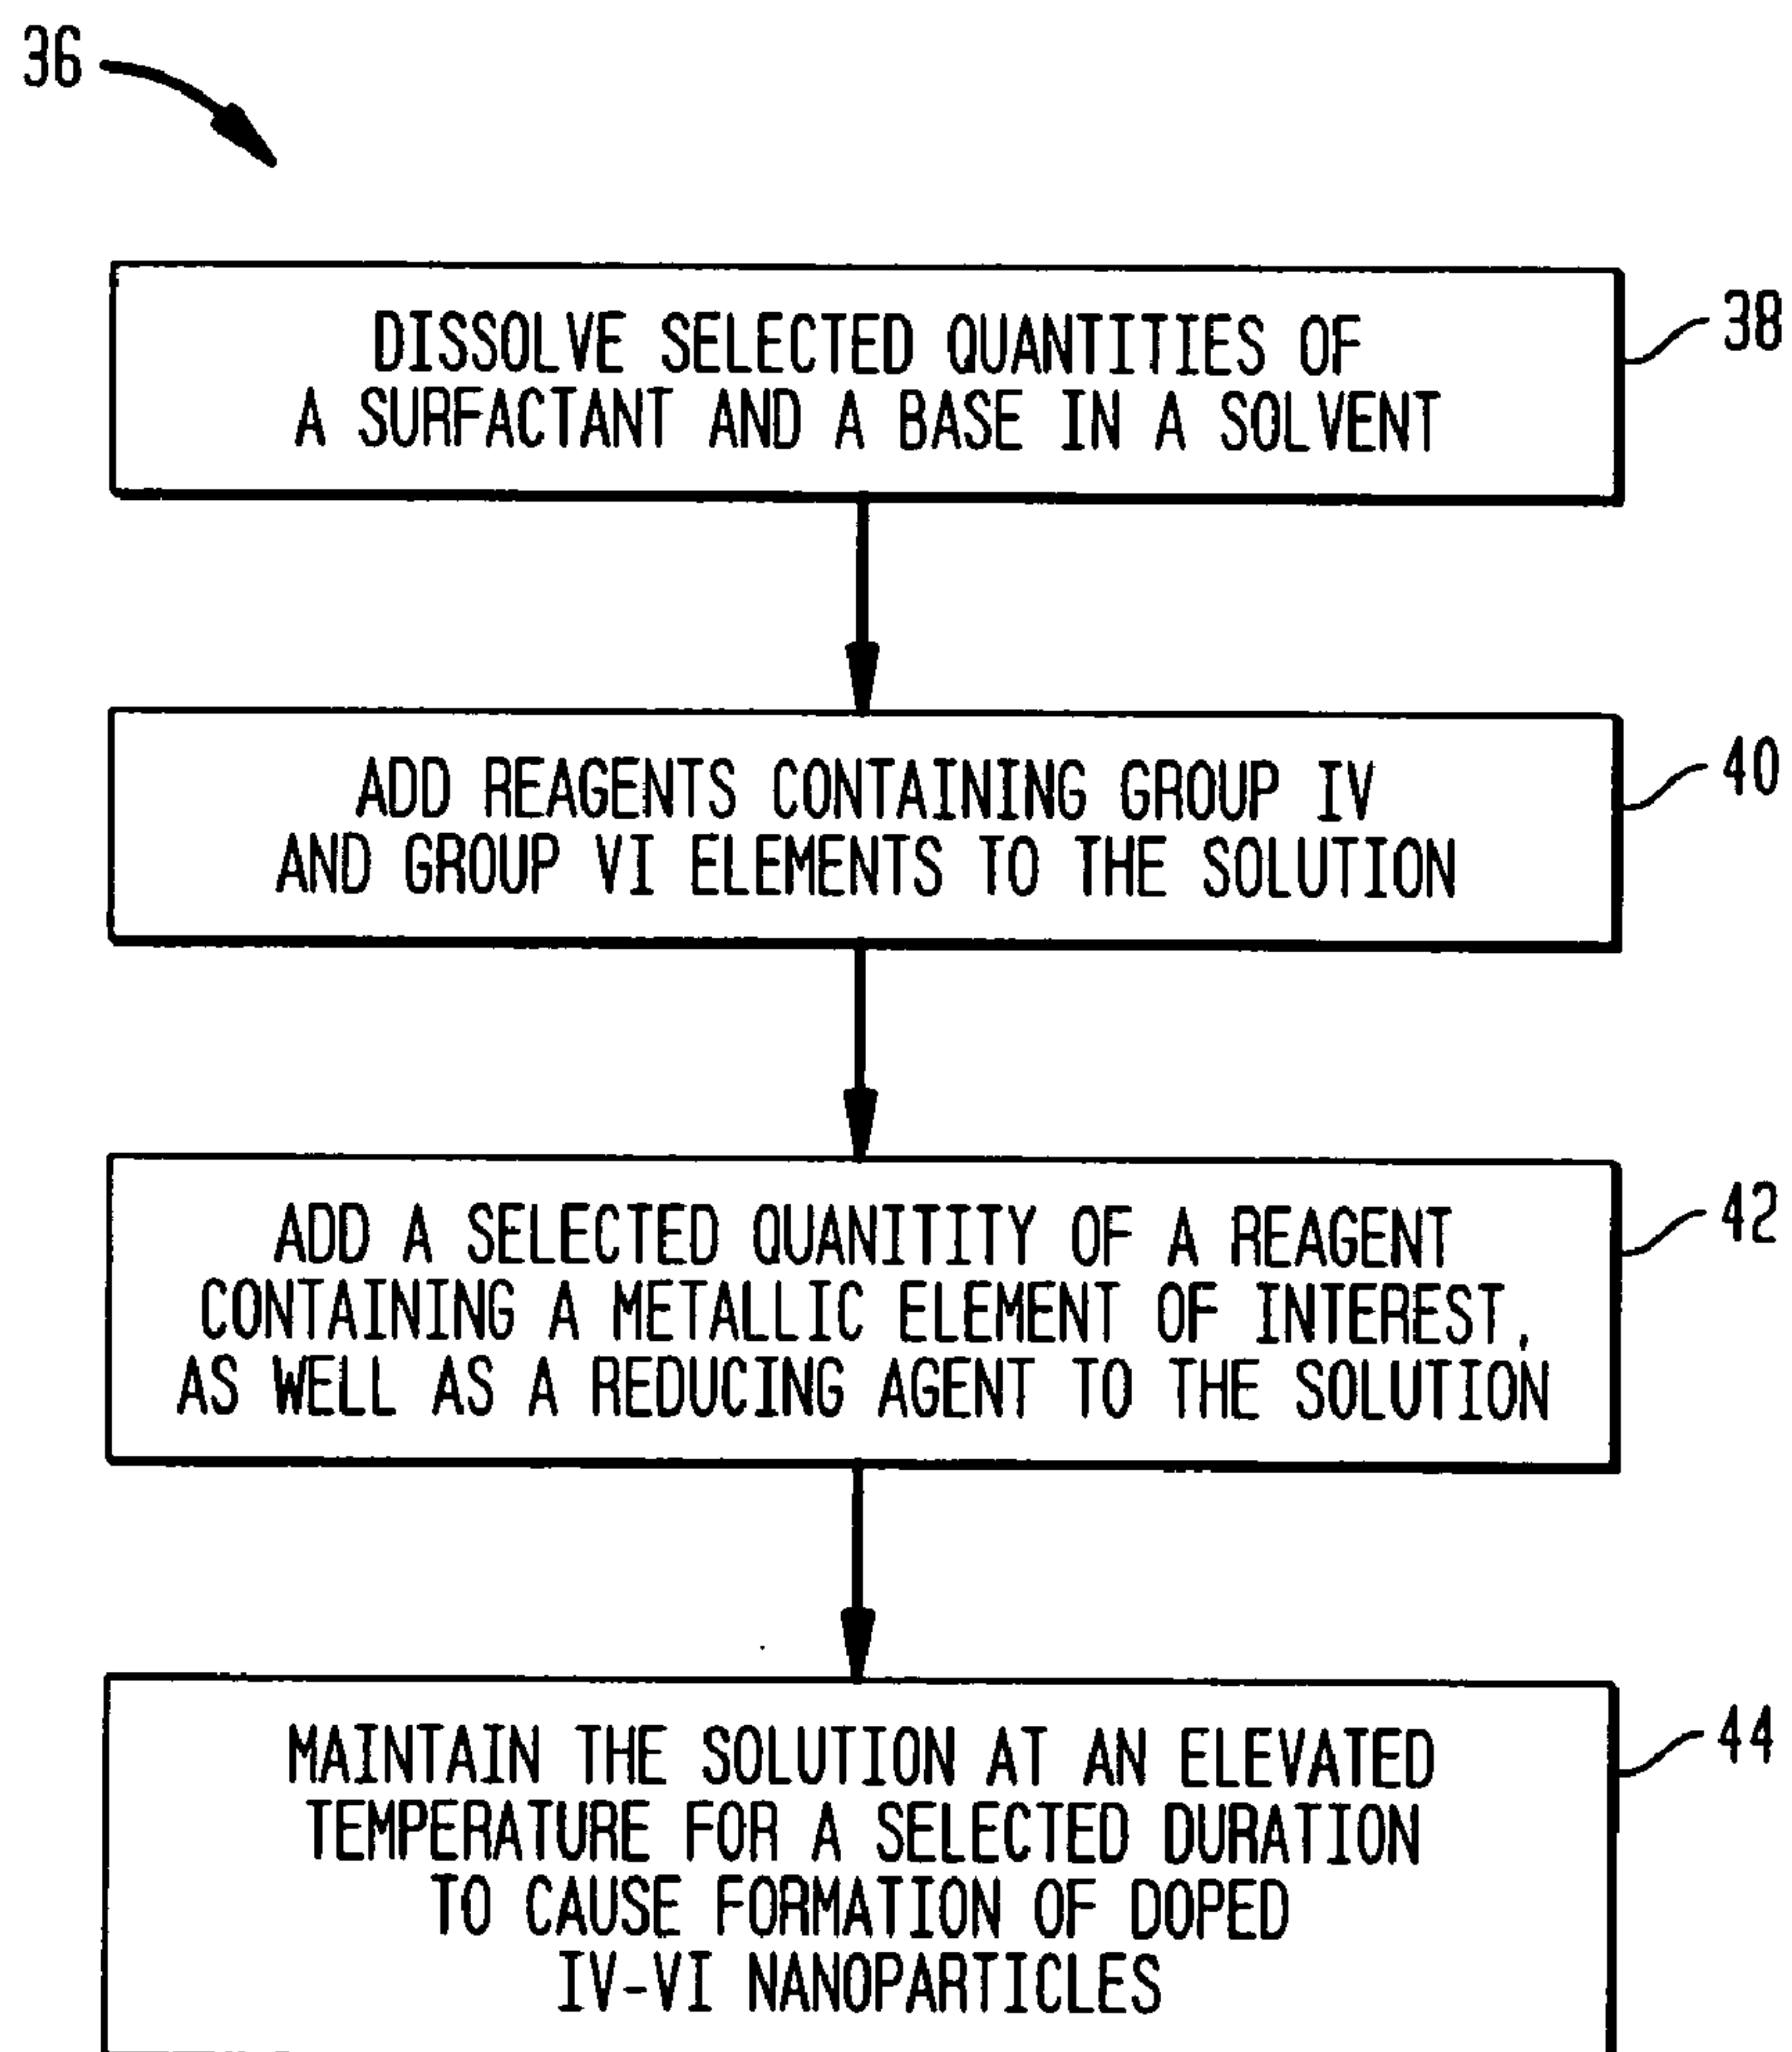 36
DISSOLVE SELECTED QUANTITIES OF
A SURFACTANT AND A BASE IN A SOLVENT
38
ADD REAGENTS CONTAINING GROUP IV
AND GROUP VI ELEMENTS TO THE SOLUTION
40
ADD A SELECTED QUANITITY OF A REAGENT
CONTAINING A METALLIC ELEMENT OF INTEREST,
AS WELL AS A REDUCING AGENT TO THE SOLUTION
42
MAINTAIN THE SOLUTION AT AN ELEVATED
TEMPERATURE FOR A SELECTED DURATION
TO CAUSE FORMATION OF DOPED
IV-VI NANOPARTICLES
44